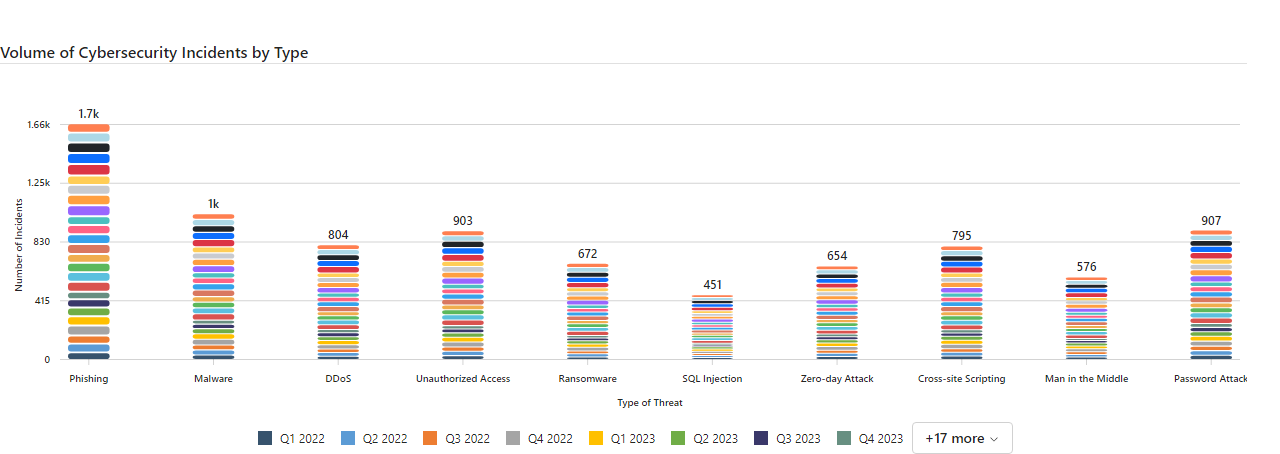 Volume of Cybersecurity Incidents by Type
1.7k
1.66k
1.25k
1k
903
907
804
795
830
672
654
576
451
415
0
Number of Incidents
Phishing Malware DDoS Unauthorized Access Ransomware SQL Injection Zero-day Attack Cross-site Scripting Man in the Middle Password Attack
Type of Threat
Q1 2022 Q2 2022 Q3 2022 Q4 2022 Q1 2023 Q2 2023 Q3 2023 Q4 2023 +17 more